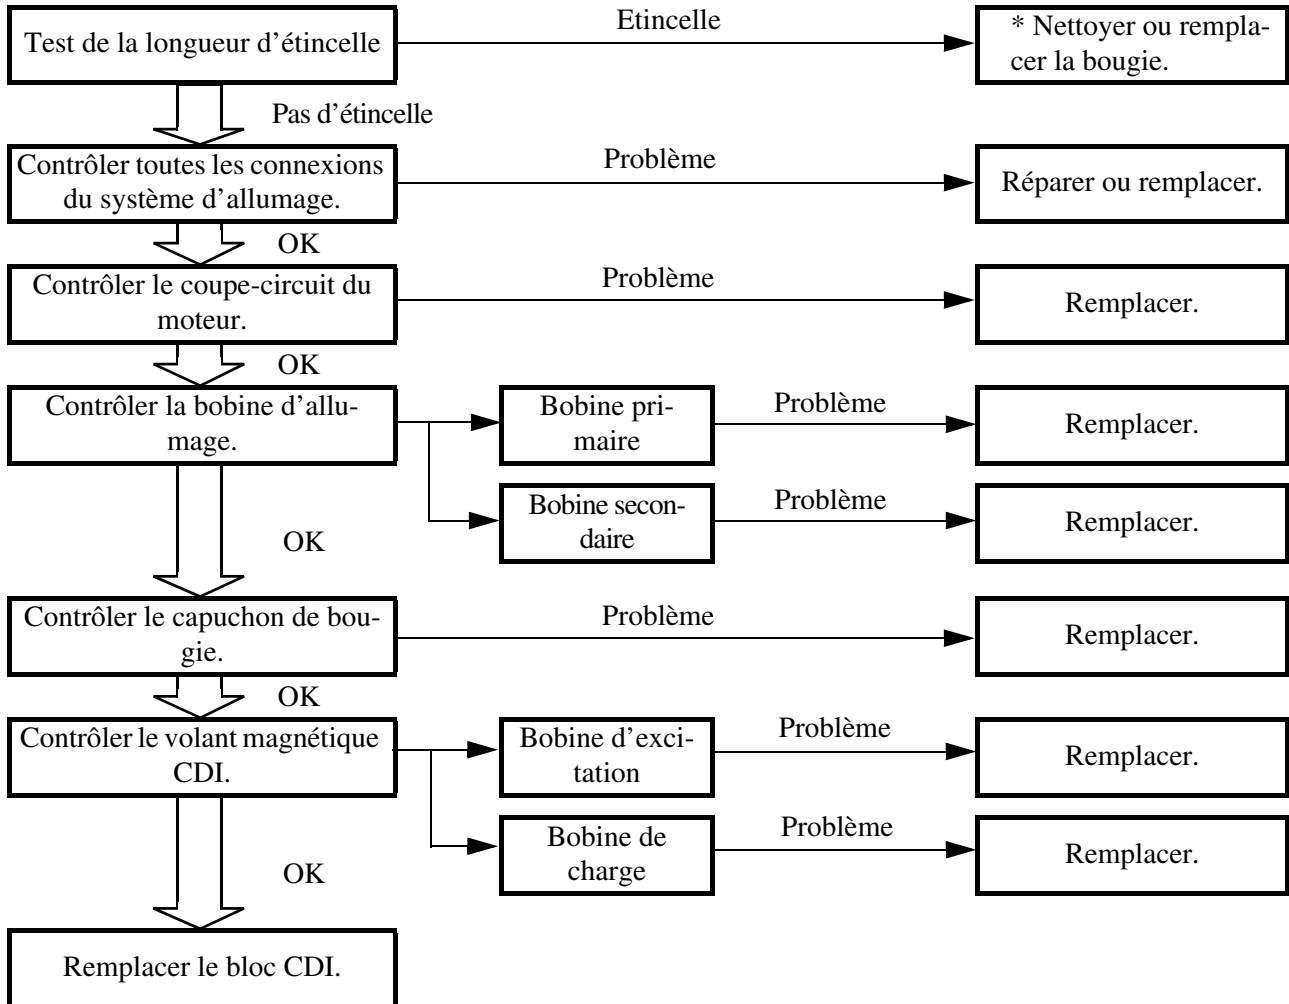 Test de la longueur d’étincelle
Etincelle
* Nettoyer ou rempla-
cer la bougie.
Pas d’étincelle
Contrôler toutes les connexions
du système d’allumage.
Problème
Réparer ou remplacer.
OK
Contrôler le coupe-circuit du
moteur.
Problème
Remplacer.
OK
Contrôler la bobine d’allu-
mage.
Bobine pri-
maire
Problème
Remplacer.
Bobine secon-
daire
Problème
Remplacer.
OK
Contrôler le capuchon de bou-
gie.
Problème
Remplacer.
OK
Contrôler le volant magnétique
CDI.
Bobine d’exci-
tation
Problème
Remplacer.
Bobine de
charge
Problème
Remplacer.
OK
Remplacer le bloc CDI.